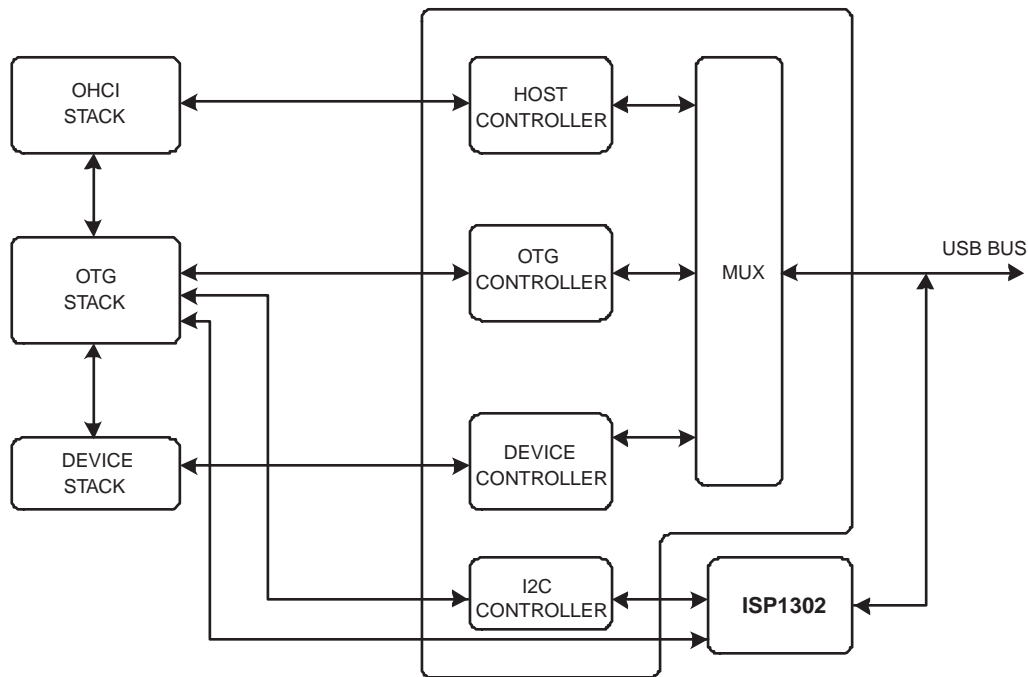 OHCI
STACK
HOST
CONTROLLER
OTG
STACK
OTG
CONTROLLER
MUX
USB BUS
DEVICE
STACK
DEVICE
CONTROLLER
I2C
CONTROLLER
ISP1302